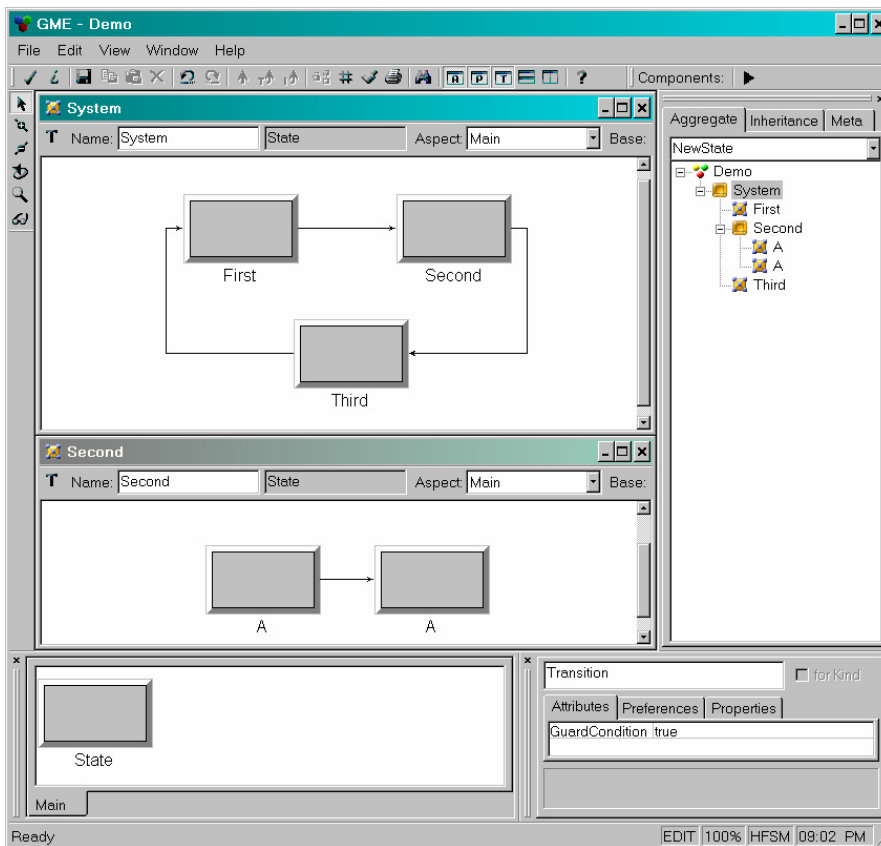 GME - Demo
File Edit View Window Help
Components:
System
Name: System State Aspect: Main Base:
First
Second
Third
Second
Name: Second State Aspect: Main Base:
A
A
Aggregate Inheritance Meta
NewState
Demo
System
First
Second
A
A
Third
State
Main
Transition
for Kind
Attributes Preferences Properties
GuardCondition true
Ready
EDIT 100% HFSM 09:02 PM